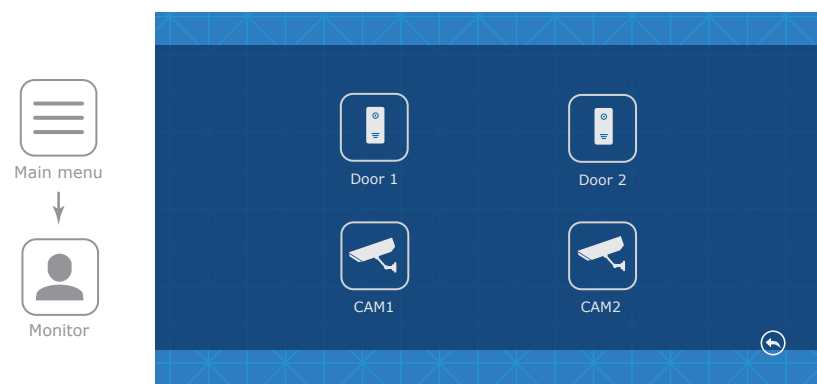 Main menu
Monitor
Door 1
Door 2
CAM1
CAM2